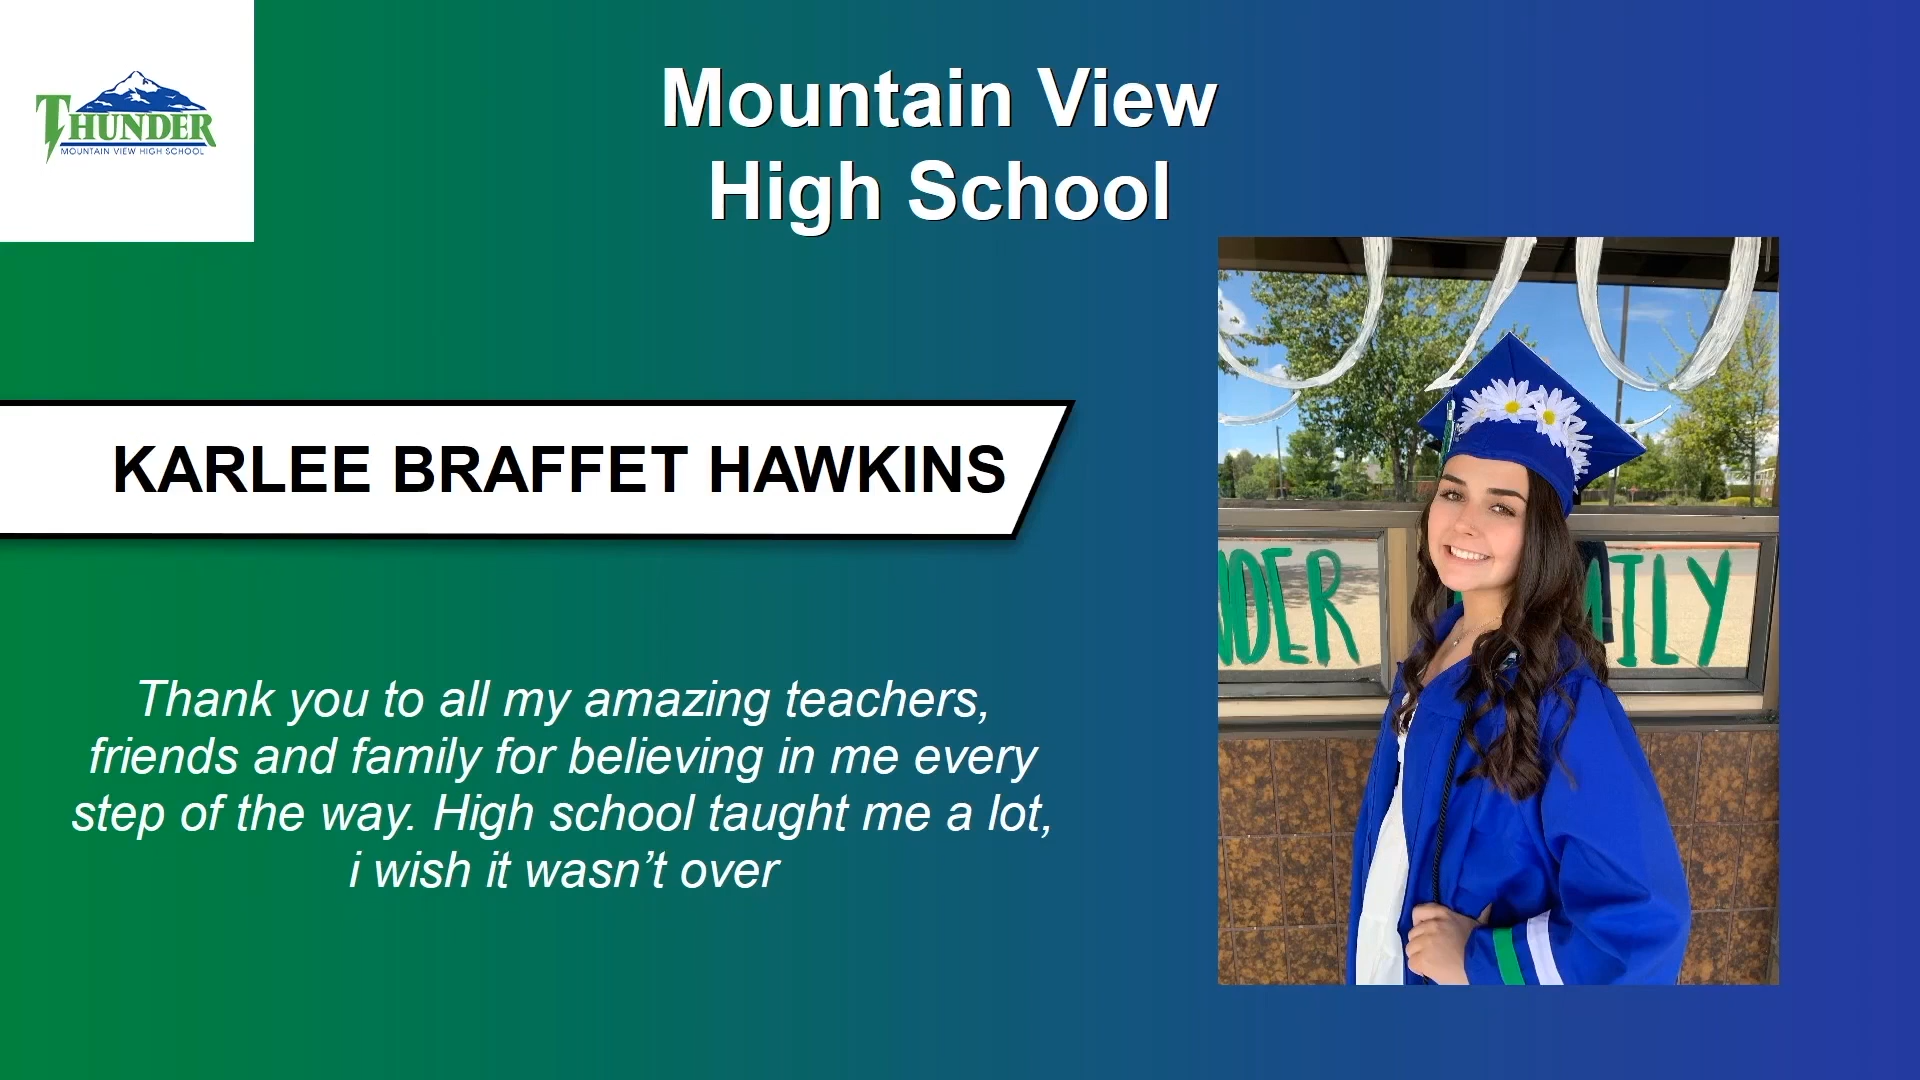 THUNDER
MOUNTAIN VIEW HIGH SCHOOL
Mountain View
High School
KARLEE BRAFFET HAWKINS
Thank you to all my amazing teachers,
friends and family for believing in me every
step of the way. High school taught me a lot,
i wish it wasn’t over
NDER
ILY